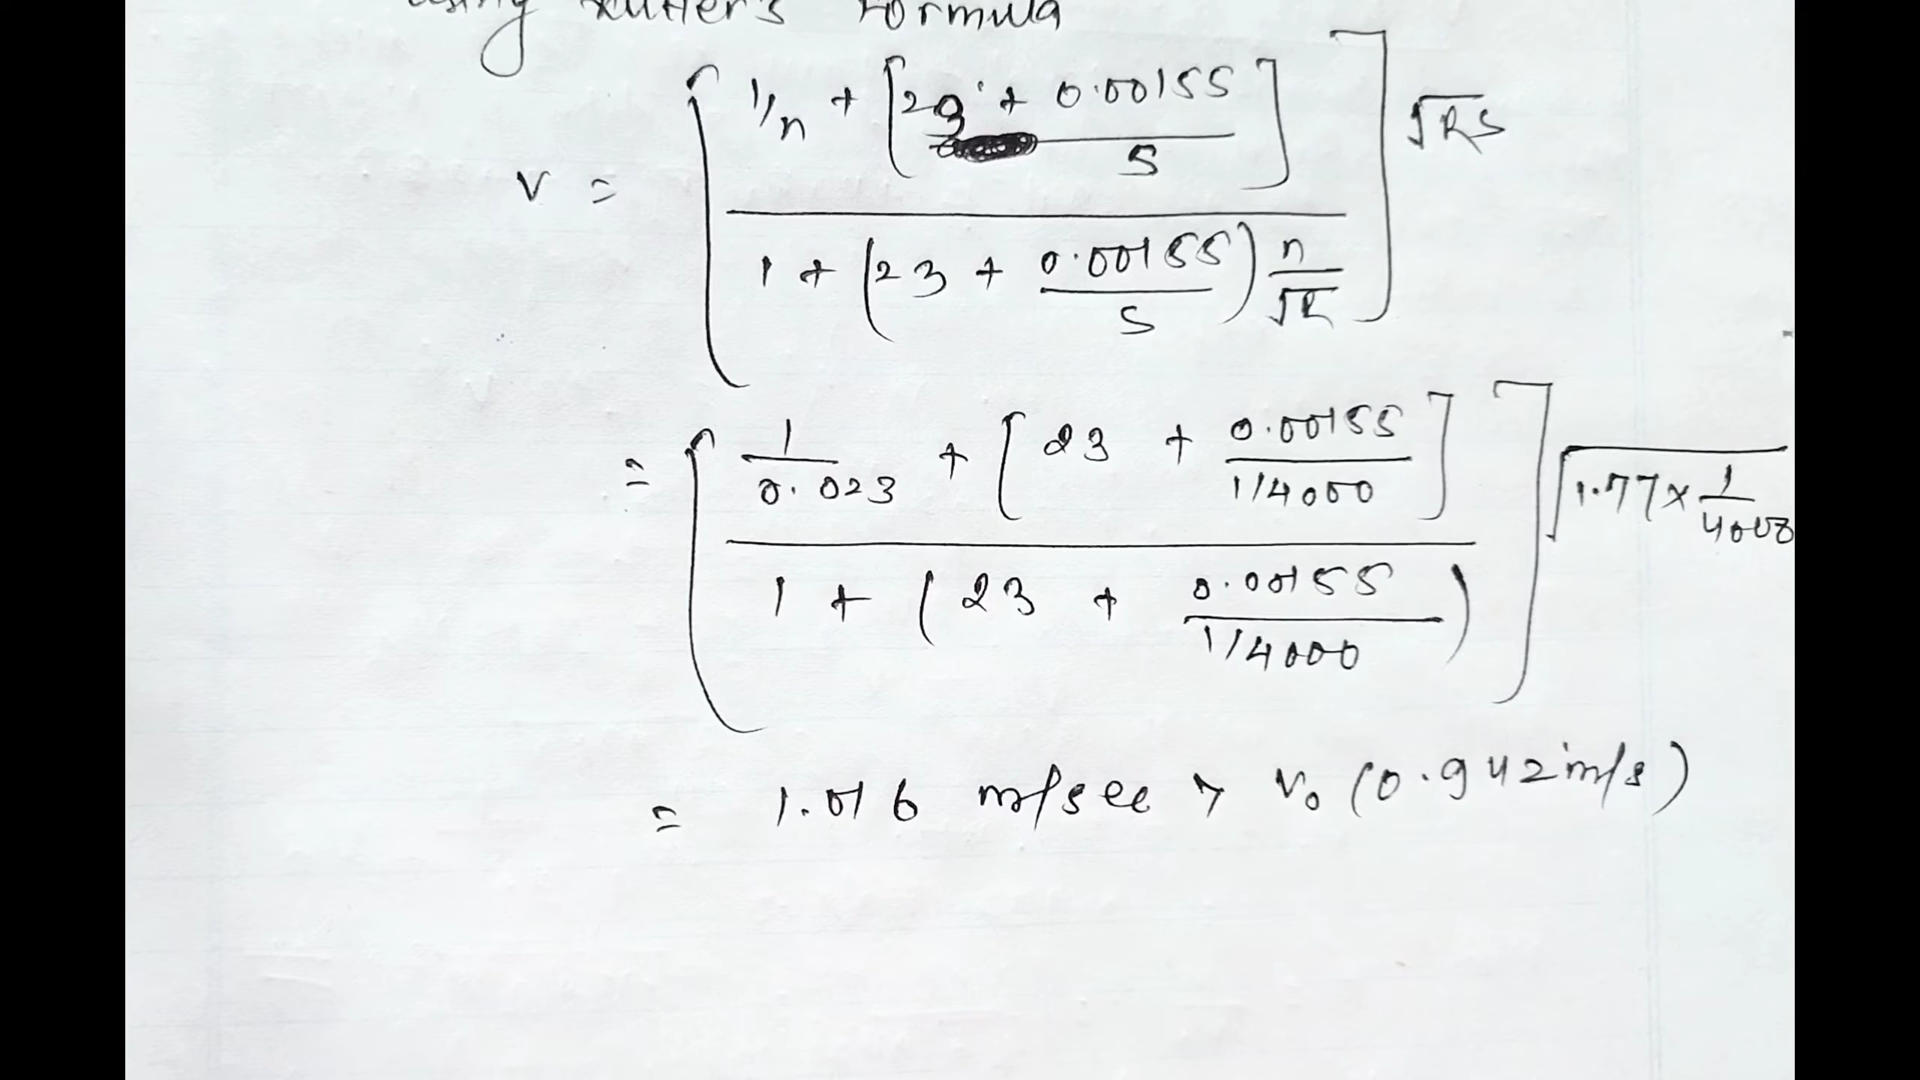 using Kutter's Formula
V = [ 1/n + [23 + 0.00155/S] / 1 + (23 + 0.00155/S) n/√R ] √RS
= [ 1/0.023 + [23 + 0.00155/1/4000] / 1 + (23 + 0.00155/1/4000) ] √1.77 × 1/4000
= 1.016 m/sec > V₀ (0.942 m/s)